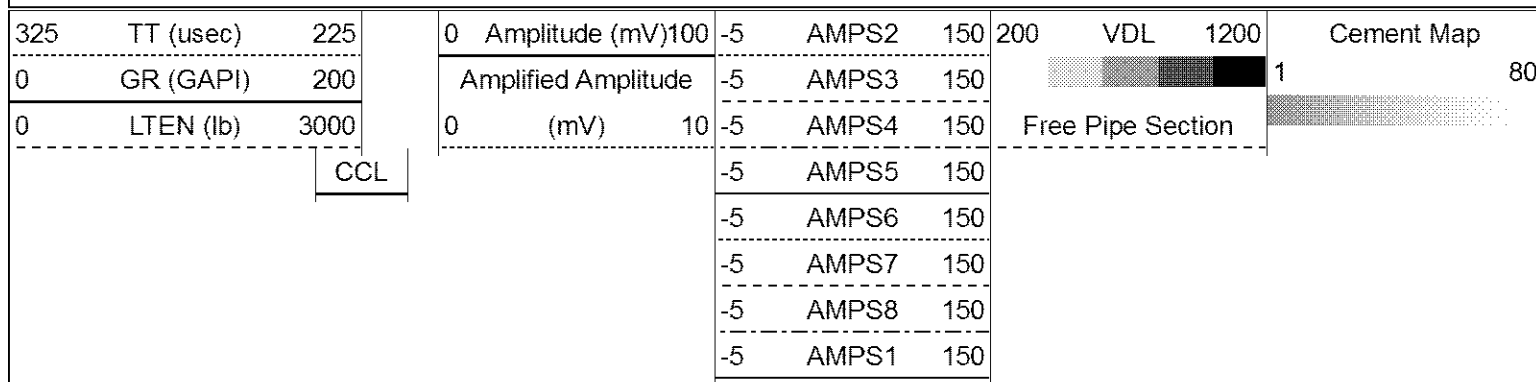 325 TT (usec) 225 0 Amplitude (mV)100 -5 AMPS2 150 200 VDL 1200 Cement Map
0 GR (GAPI) 200 Amplified Amplitude -5 AMPS3 150 1 80
0 LTEN (lb) 3000 0 (mV) 10 -5 AMPS4 150 Free Pipe Section
CCL -5 AMPS5 150
-5 AMPS6 150
-5 AMPS7 150
-5 AMPS8 150
-5 AMPS1 150